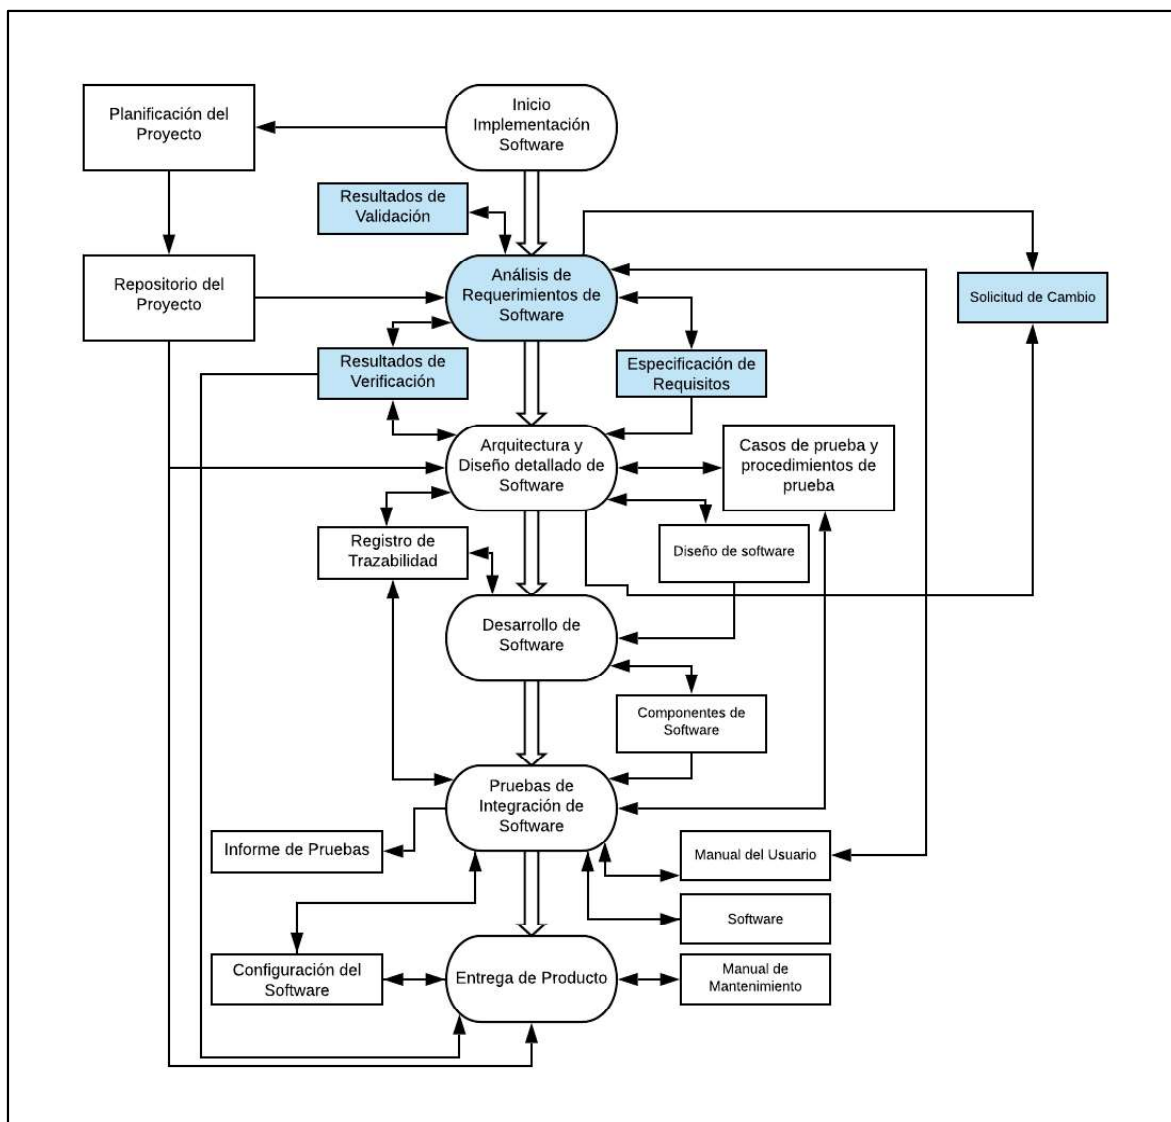 Planificación del
Proyecto
Inicio
Implementación
Software
Resultados de
Validación
Repositorio del
Proyecto
Análisis de
Requerimientos de
Software
Solicitud de Cambio
Resultados de
Verificación
Especificación de
Requisitos
Arquitectura y
Diseño detallado de
Software
Casos de prueba y
procedimientos de
prueba
Registro de
Trazabilidad
Diseño de software
Desarrollo de
Software
Componentes de
Software
Pruebas de
Integración de
Software
Informe de Pruebas
Manual del Usuario
Software
Configuración del
Software
Entrega de Producto
Manual de
Mantenimiento